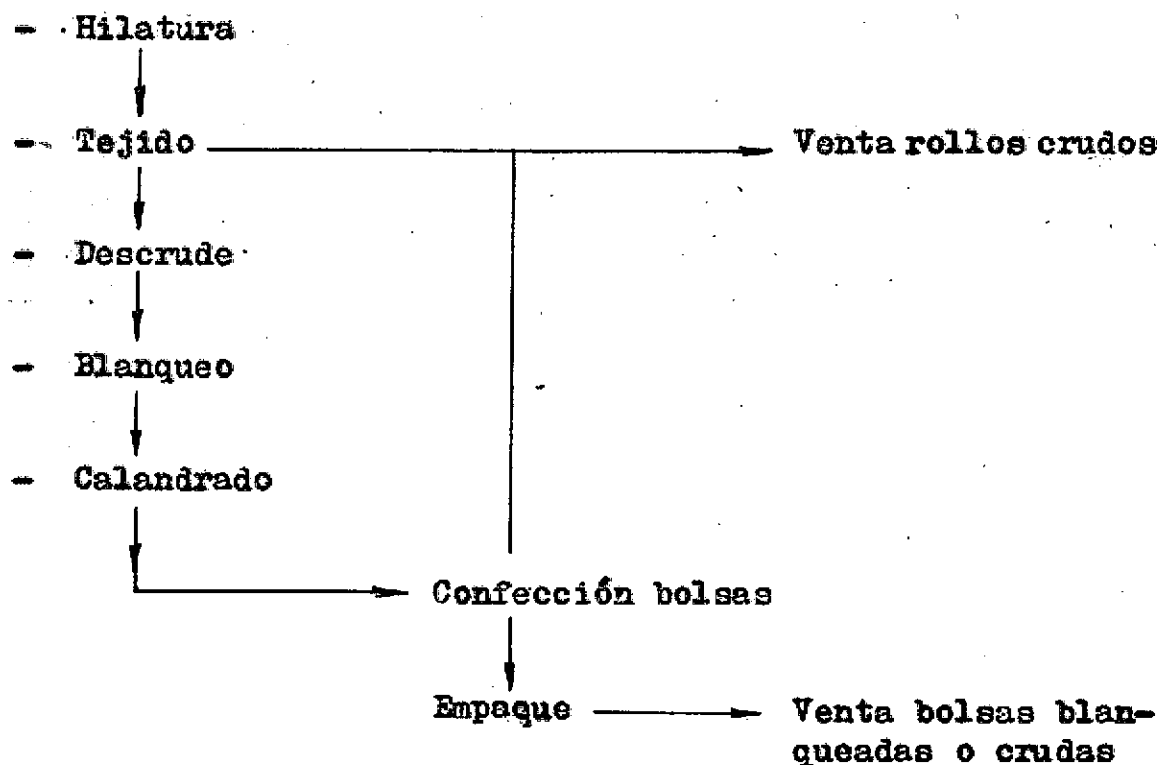 - Hilatura
- Tejido Venta rollos crudos
- Descrude
- Blanqueo
- Calandrado
Confección bolsas
Empaque Venta bolsas blan-
queadas o crudas